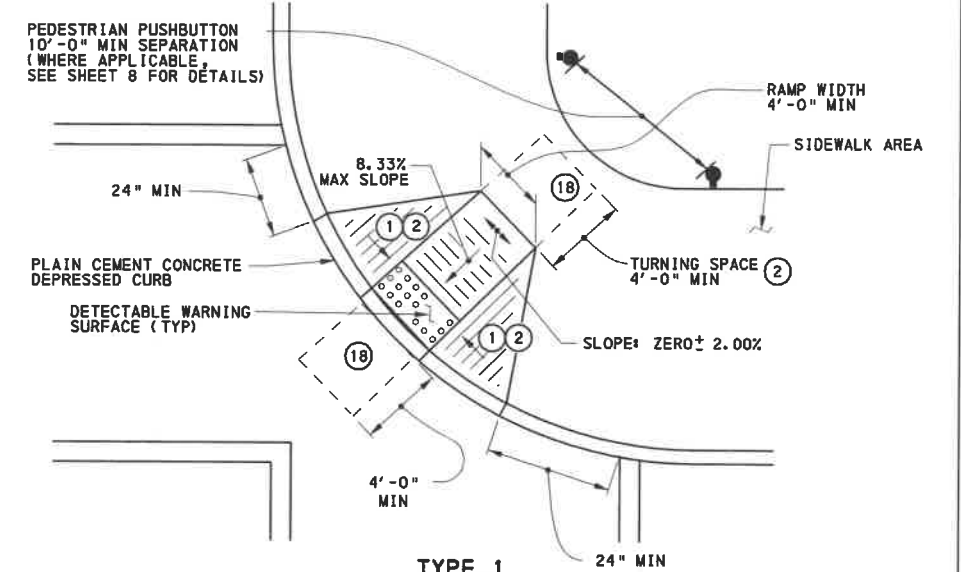 PEDESTRIAN PUSHBUTTON
10'-0" MIN SEPARATION
(WHERE APPLICABLE,
SEE SHEET 8 FOR DETAILS)
RAMP WIDTH
4'-0" MIN
SIDEWALK AREA
8.33%
MAX SLOPE
24" MIN
18
1 2
PLAIN CEMENT CONCRETE
DEPRESSED CURB
TURNING SPACE 2
4'-0" MIN
DETECTABLE WARNING
SURFACE (TYP)
1 2
SLOPE: ZERO± 2.00%
18
4'-0"
MIN
24" MIN
TYPE 1